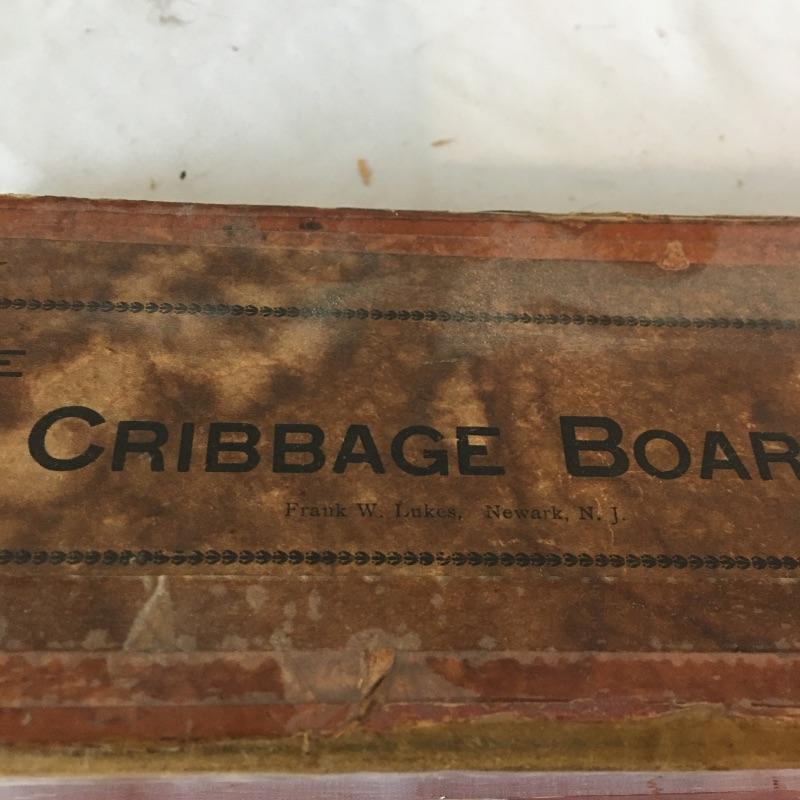 E
CRIBBAGE BOAR
Frank W. Lukes, Newark, N. J.